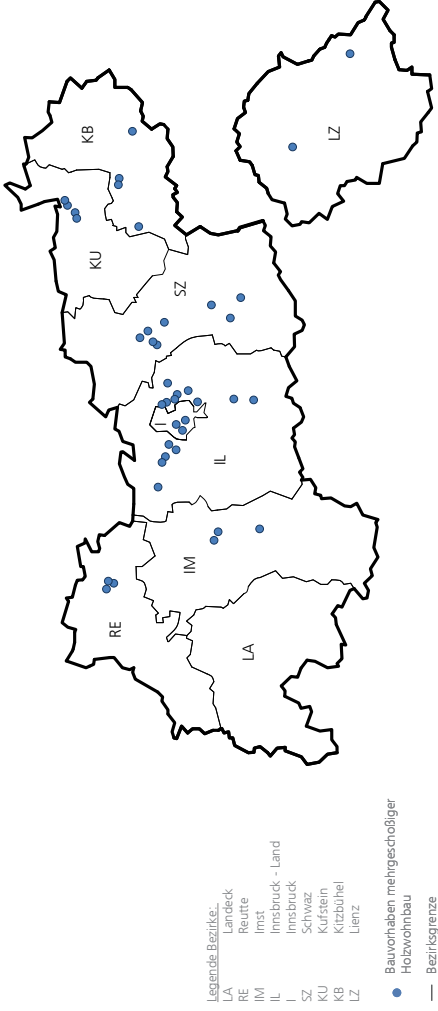 RE
LA
IM
IL
I
SZ
KU
KB
LZ
Legende Bezirke:
LA Landeck
RE Reutte
IM Imst
IL Innsbruck - Land
I Innsbruck
SZ Schwaz
KU Kufstein
KB Kitzbühel
LZ Lienz
Bauvorhaben mehrgeschoßiger
Holzwohnbau
Bezirksgrenze